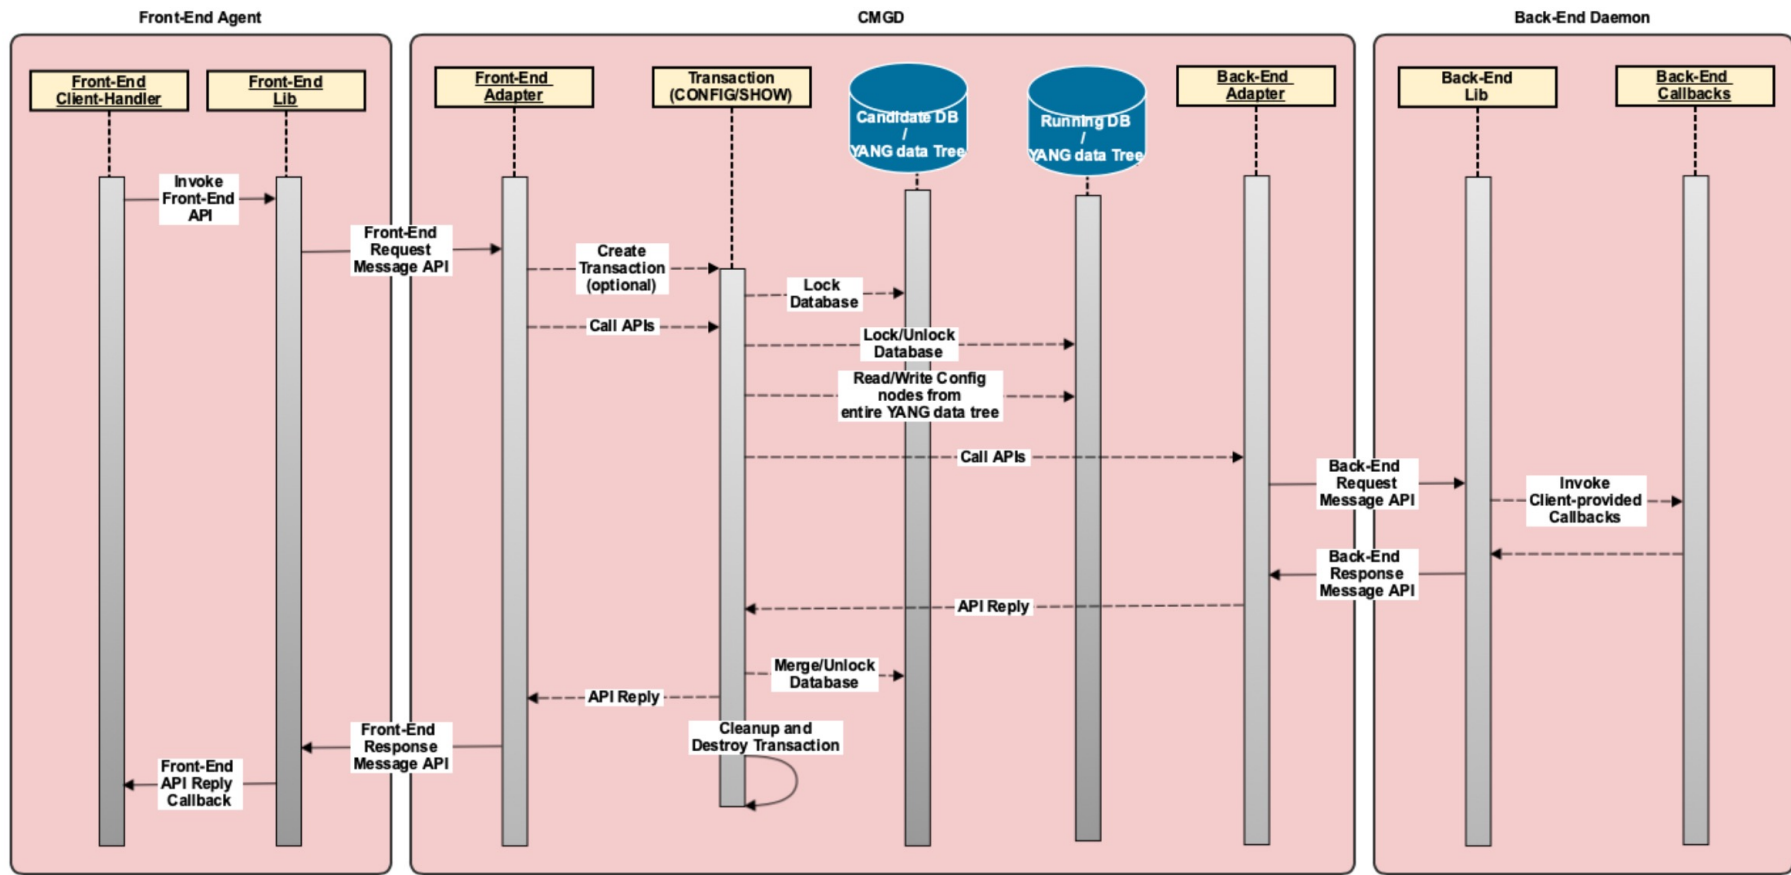 Front-End Agent
CMGD
Back-End Daemon
Front-End
Client-Handler
Front-End
Lib
Front-End
Adapter
Transaction
(CONFIG/SHOW)
Candidate DB
/
YANG data Tree
Running DB
/
YANG data Tree
Back-End
Adapter
Back-End
Lib
Back-End
Callbacks
Invoke
Front-End
API
Front-End
Request
Message API
Create
Transaction
(optional)
Lock
Database
Call APIs
Lock/Unlock
Database
Read/Write Config
nodes from
entire YANG data tree
Call APIs
Back-End
Request
Message API
Invoke
Client-provided
Callbacks
Back-End
Response
Message API
API Reply
Merge/Unlock
Database
API Reply
Cleanup and
Destroy Transaction
Front-End
Response
Message API
Front-End
API Reply
Callback